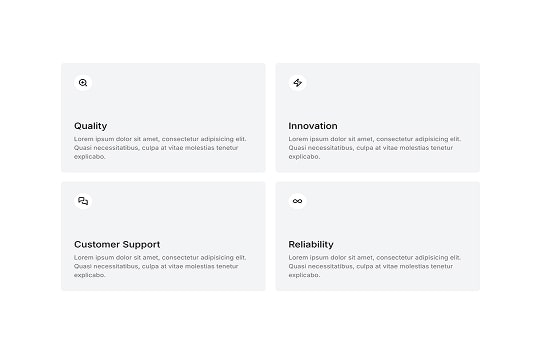 Quality
Lorem ipsum dolor sit amet, consectetur adipisicing elit.
Quasi necessitatibus, culpa at vitae molestias tenetur
explicabo.
Innovation
Lorem ipsum dolor sit amet, consectetur adipisicing elit.
Quasi necessitatibus, culpa at vitae molestias tenetur
explicabo.
Customer Support
Lorem ipsum dolor sit amet, consectetur adipisicing elit.
Quasi necessitatibus, culpa at vitae molestias tenetur
explicabo.
Reliability
Lorem ipsum dolor sit amet, consectetur adipisicing elit.
Quasi necessitatibus, culpa at vitae molestias tenetur
explicabo.